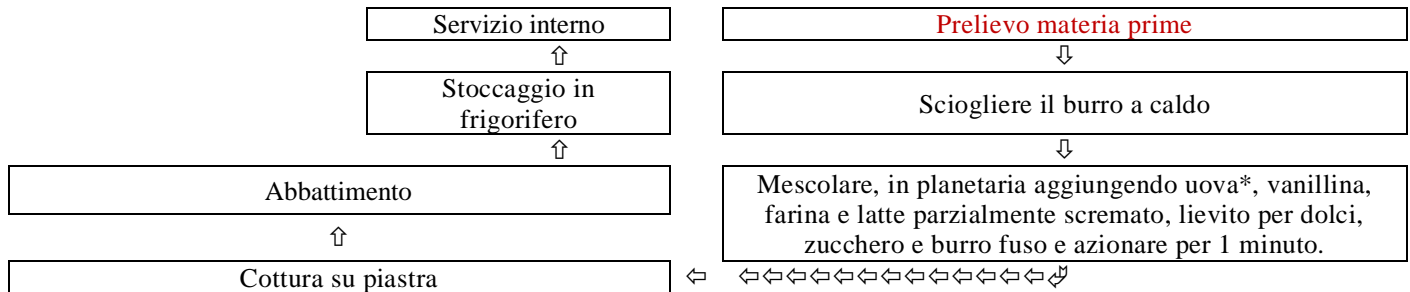 Servizio interno
Prelievo materia prime
⇧
⇩
Stoccaggio in
frigorifero
Sciogliere il burro a caldo
⇧
⇩
Abbattimento
Mescolare, in planetaria aggiungendo uova*, vanillina,
farina e latte parzialmente scremato, lievito per dolci,
zucchero e burro fuso e azionare per 1 minuto.
⇧
Cottura su piastra
⇦ ⇦⇦⇦⇦⇦⇦⇦⇦⇦⇦⇦⇦⇦